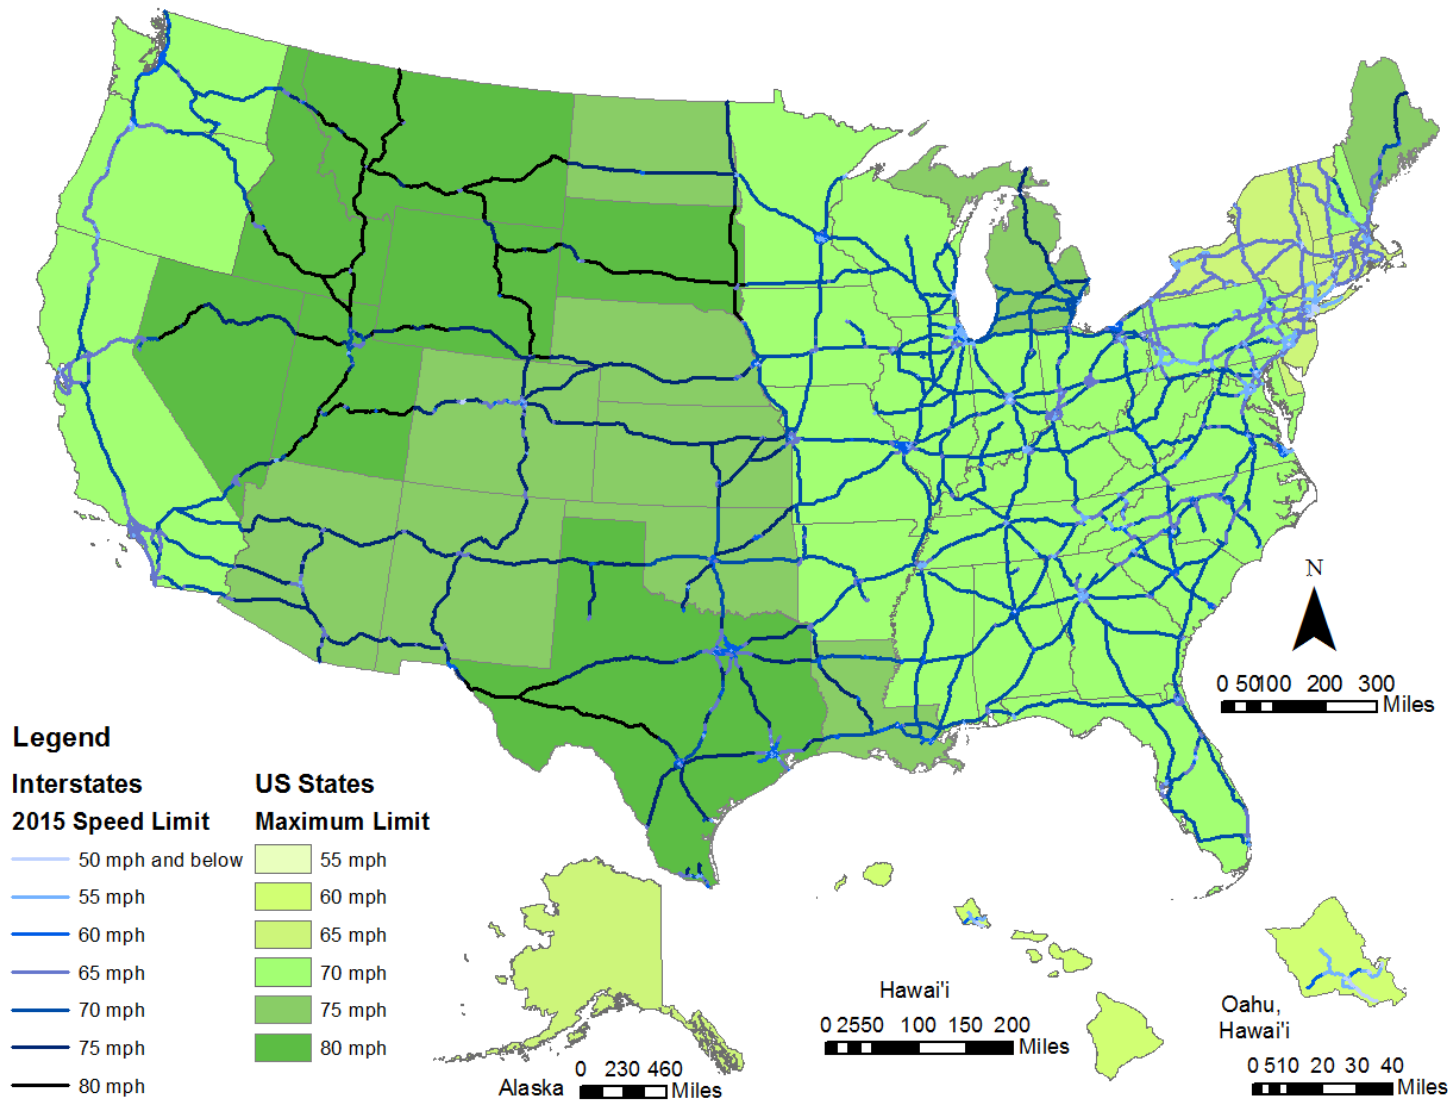 N
0 50100 200 300
Miles
Legend
Interstates
2015 Speed Limit
50 mph and below
55 mph
60 mph
65 mph
70 mph
75 mph
80 mph
US States
Maximum Limit
55 mph
60 mph
65 mph
70 mph
75 mph
80 mph
Alaska
0 230 460
Miles
Hawai'i
0 2550 100 150 200
Miles
Oahu,
Hawai'i
0 510 20 30 40
Miles